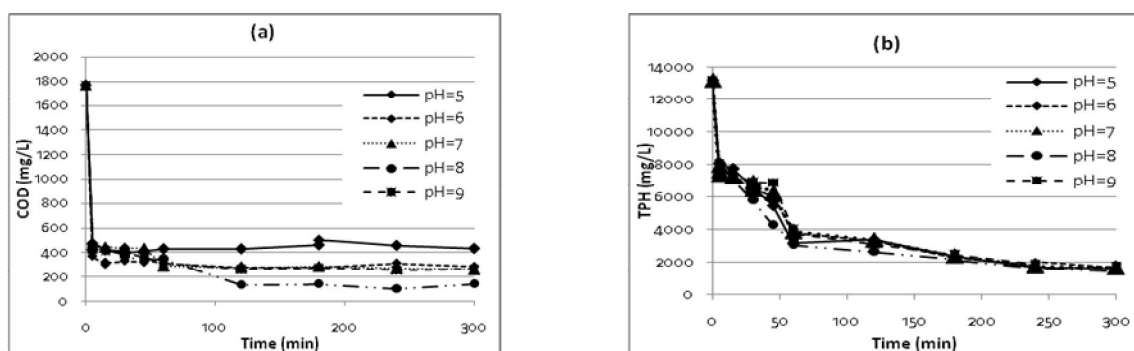 (a)
2000
1800
1600
1400
1200
1000
800
600
400
200
0
COD (mg/L)
0
100
200
300
Time (min)
pH=5
pH=6
pH=7
pH=8
pH=9
(b)
14000
12000
10000
8000
6000
4000
2000
0
TPH (mg/L)
0
50
100
150
200
250
300
Time (min)
pH=5
pH=6
pH=7
pH=8
pH=9